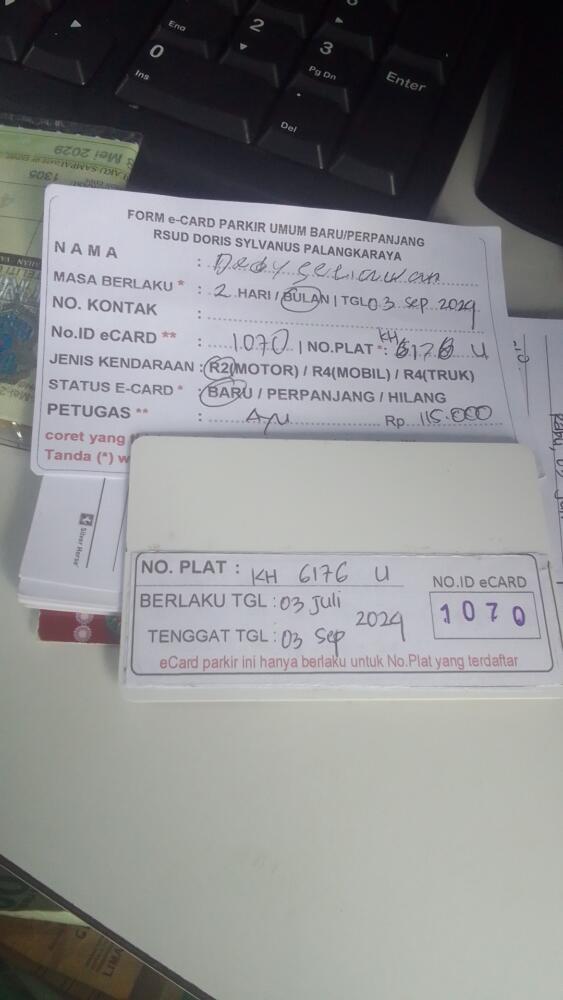 Ena
2
3
0
Ins
Pg Dn
Enter
.
Del
Mei 2029
1305
FORM e-CARD PARKIR UMUM BARU/PERPANJANG
RSUD DORIS SYLVANUS PALANGKARAYA
NAMA : Dedy Setiawan
MASA BERLAKU * : 2 HARI / BULAN | TGL 03 Sep 2024
NO. KONTAK :
No.ID eCARD ** : 1070 | NO.PLAT *: KH 6176 U
JENIS KENDARAAN : R2(MOTOR) / R4(MOBIL) / R4(TRUK)
STATUS E-CARD * : BARU / PERPANJANG / HILANG
PETUGAS ** : Ayu Rp 115.000
coret yang
Tanda (*) w
Silver Horse
NO. PLAT : KH 6176 U
NO.ID eCARD
BERLAKU TGL : 03 Juli
1070
2024
TENGGAT TGL : 03 Sep
eCard parkir ini hanya berlaku untuk No.Plat yang terdaftar